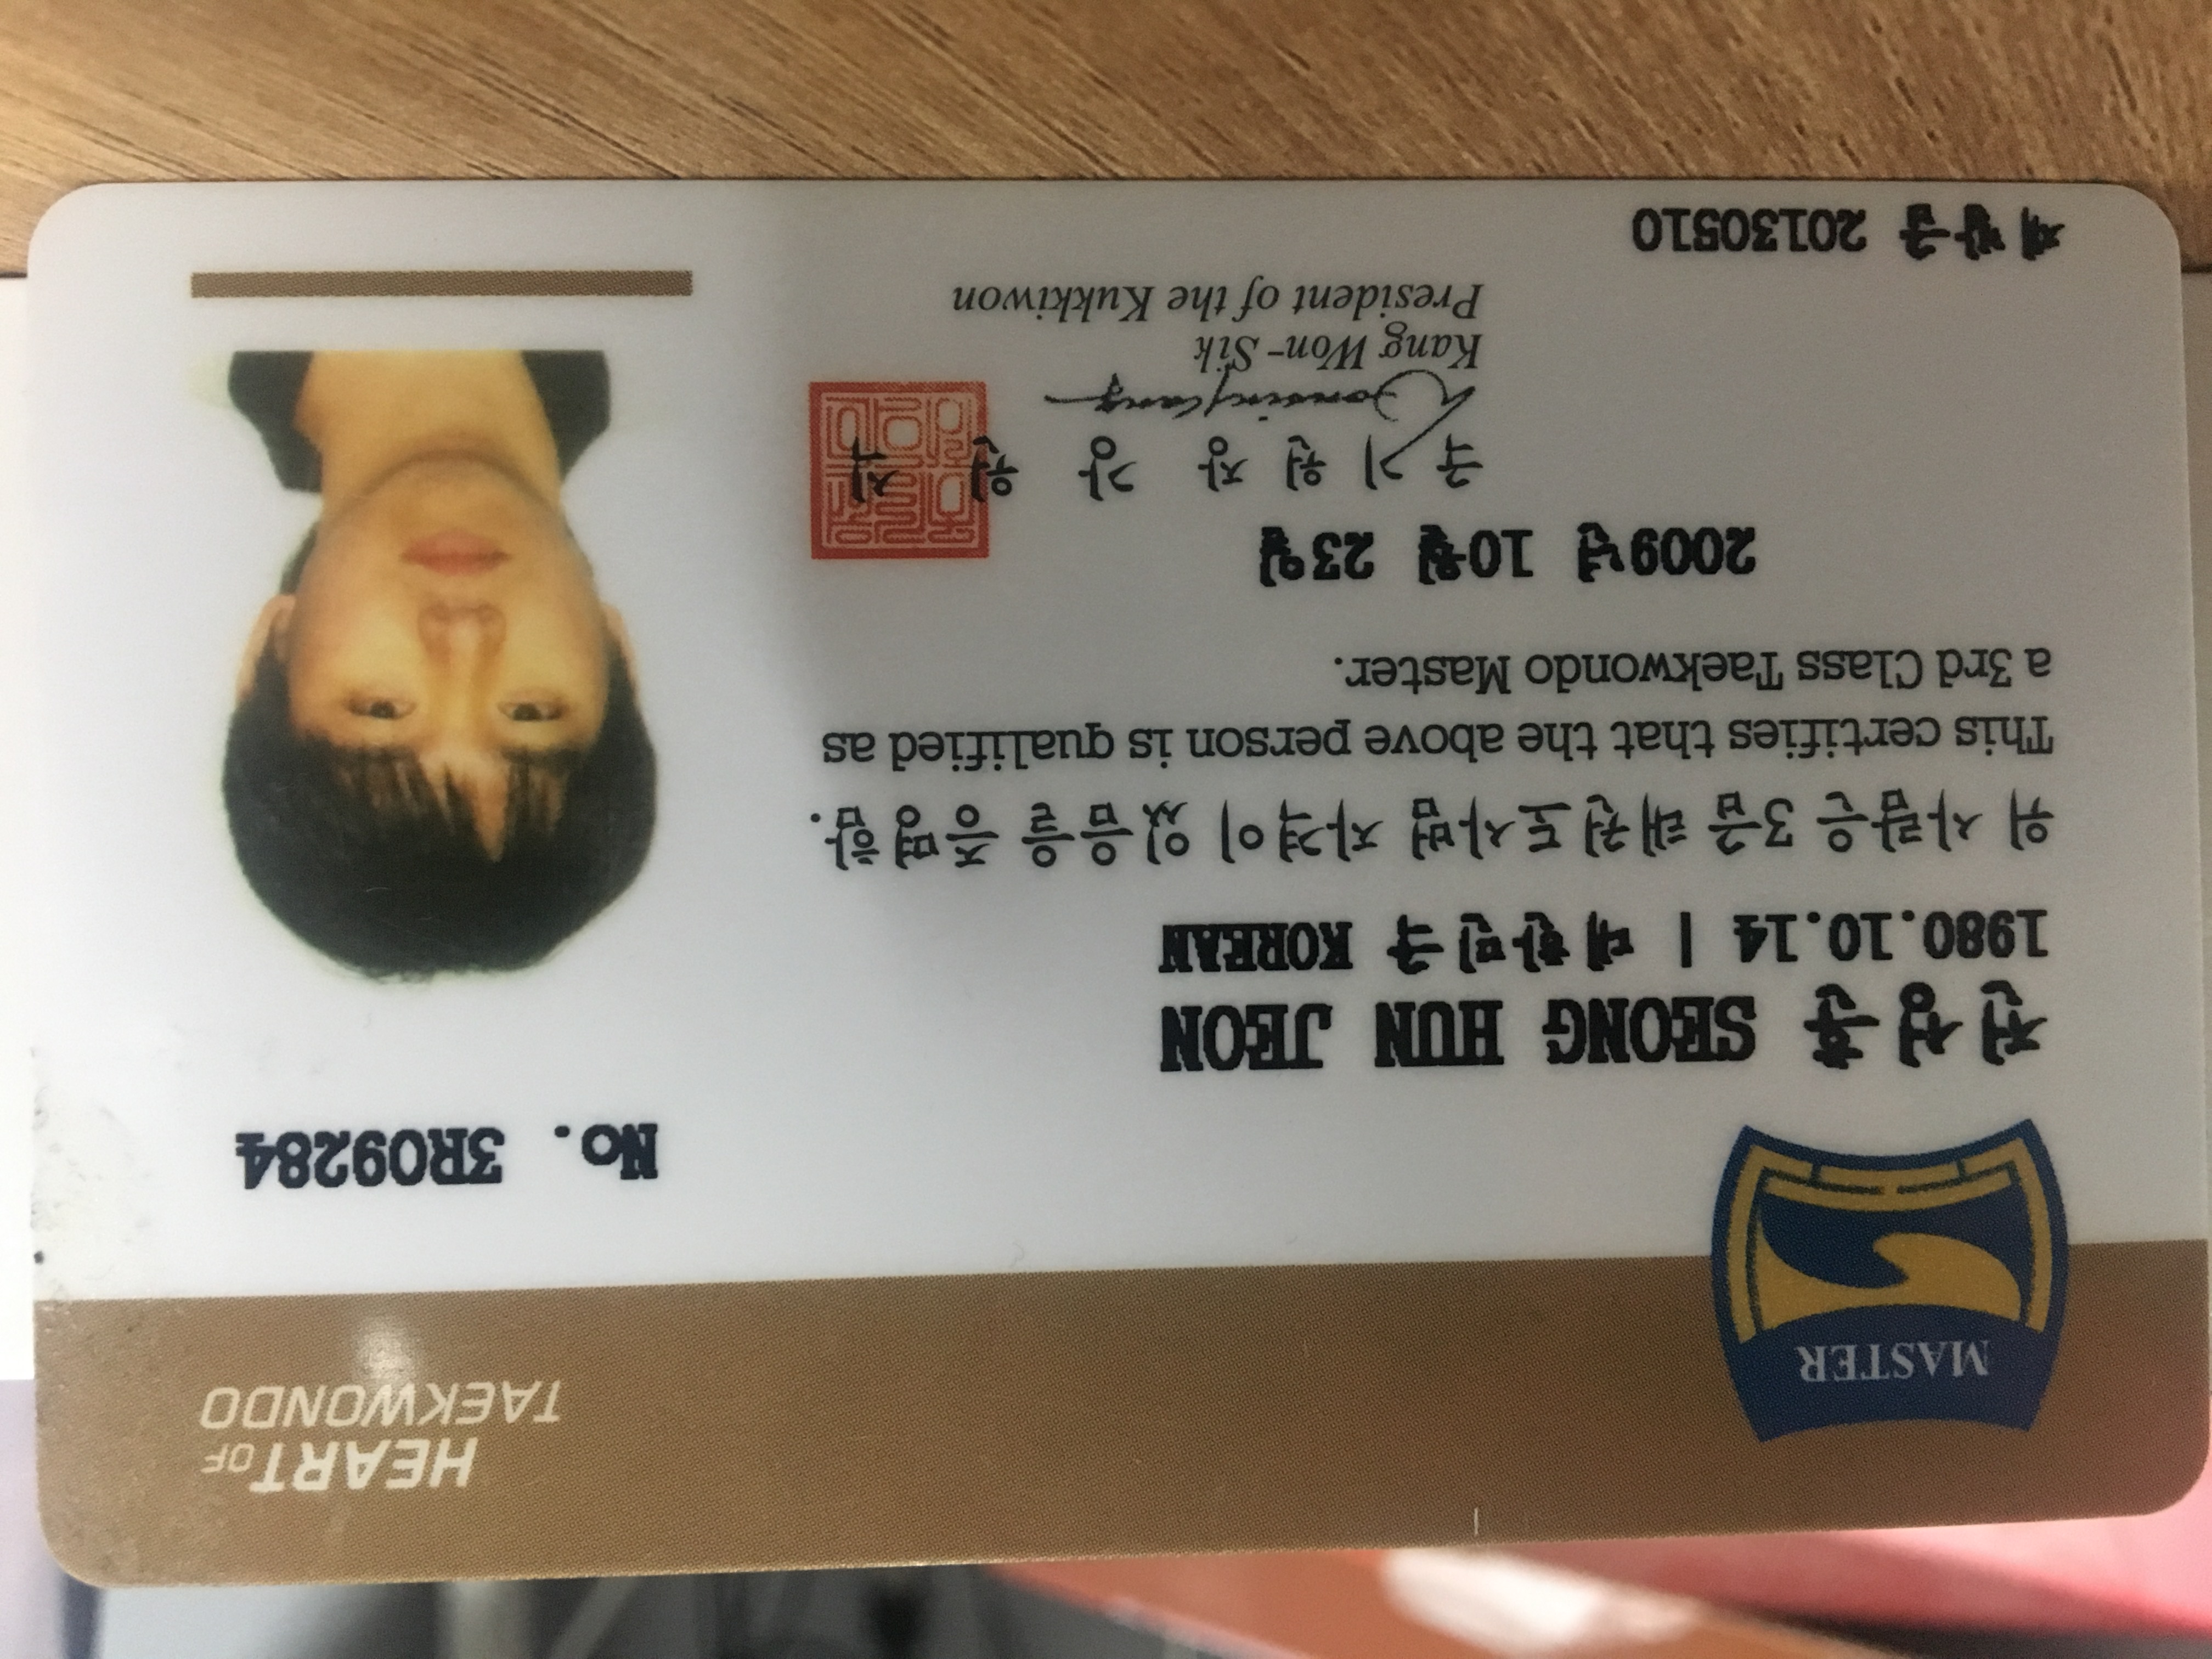 MASTER
HEART OF
TAEKWONDO
No. 3R09284
전성훈 SEONG HUN JEON
1980.10.14 | 대한민국 KOREAN
위 사람은 3급 태권도사범 자격이 있음을 증명함.
This certifies that the above person is qualified as
a 3rd Class Taekwondo Master.
2009년 10월 23일
국 기 원 장 강 원 식
Kang Won-Sik
President of the Kukkiwon
재발급 20130510